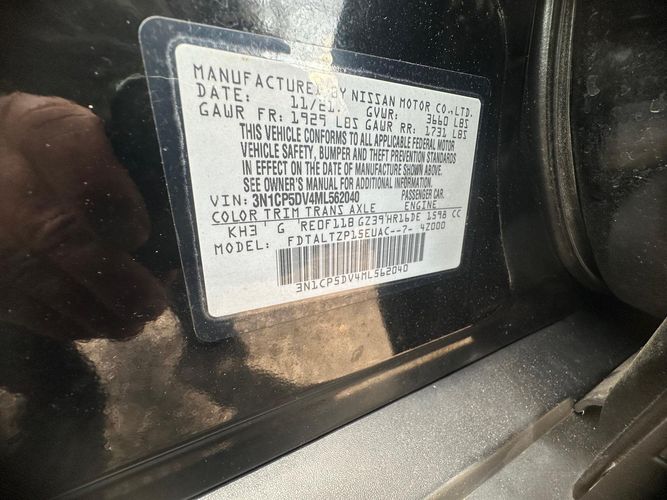 MANUFACTURED BY NISSAN MOTOR CO.,LTD.
DATE: 11/21 GVWR: 3660 LBS
GAWR FR: 1929 LBS GAWR RR: 1731 LBS
THIS VEHICLE CONFORMS TO ALL APPLICABLE FEDERAL MOTOR
VEHICLE SAFETY, BUMPER AND THEFT PREVENTION STANDARDS
IN EFFECT ON THE DATE OF MANUFACTURE SHOWN ABOVE.
SEE OWNER'S MANUAL FOR ADDITIONAL INFORMATION
VIN: 3N1CP5DV4ML562040 PASSENGER CAR.
COLOR TRIM TRANS AXLE ENGINE
KH3 G RE0F11B GZ39 HR16DE 1598 CC
MODEL: FDTALTZP15EUAC--7- 4Z000
3N1CP5DV4ML562040